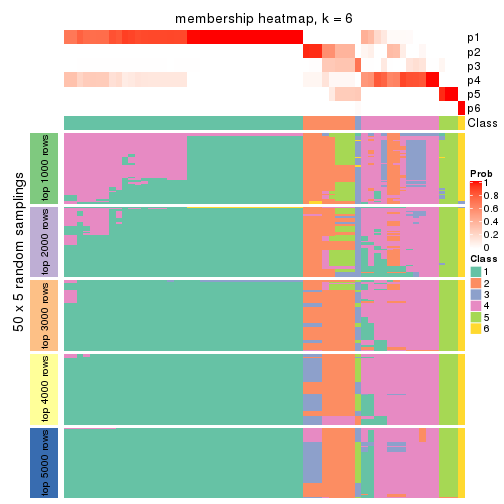 membership heatmap, k = 6
p1
p2
p3
p4
p5
p6
Class
50 x 5 random samplings
top 1000 rows
top 2000 rows
top 3000 rows
top 4000 rows
top 5000 rows
Prob
1
0.8
0.6
0.4
0.2
0
Class
1
2
3
4
5
6